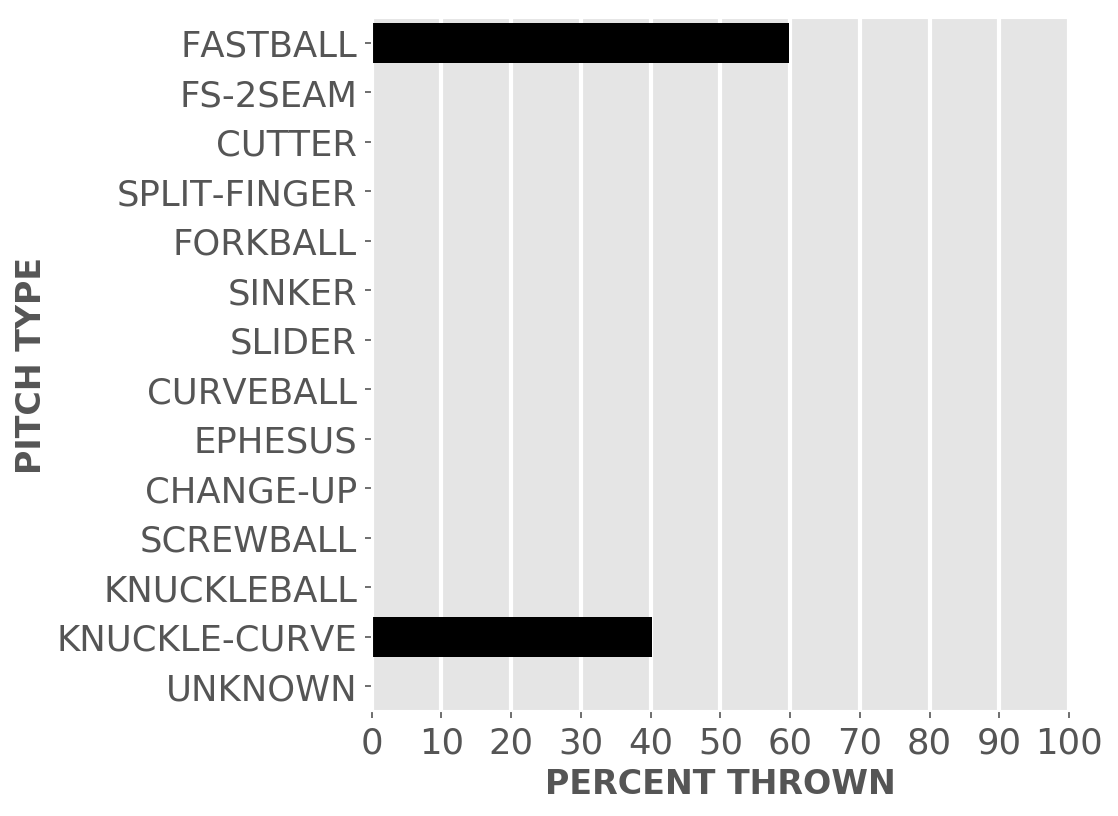 FASTBALL
FS-2SEAM
CUTTER
SPLIT-FINGER
FORKBALL
SINKER
SLIDER
CURVEBALL
EPHESUS
CHANGE-UP
SCREWBALL
KNUCKLEBALL
KNUCKLE-CURVE
UNKNOWN
PITCH TYPE
0 10 20 30 40 50 60 70 80 90 100
PERCENT THROWN